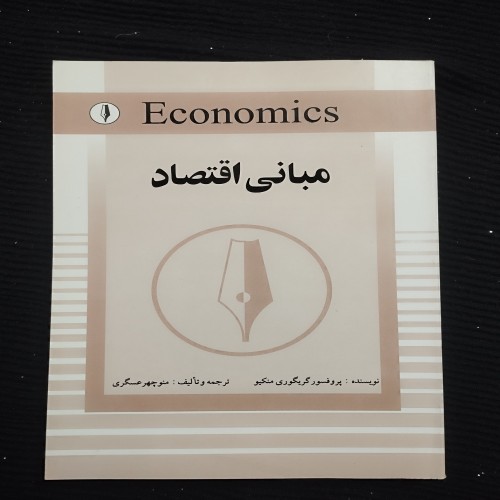 Economics
مبانی اقتصاد
نویسنده : پروفسور گریگوری منکیو ترجمه و تألیف : منوچهر عسگری